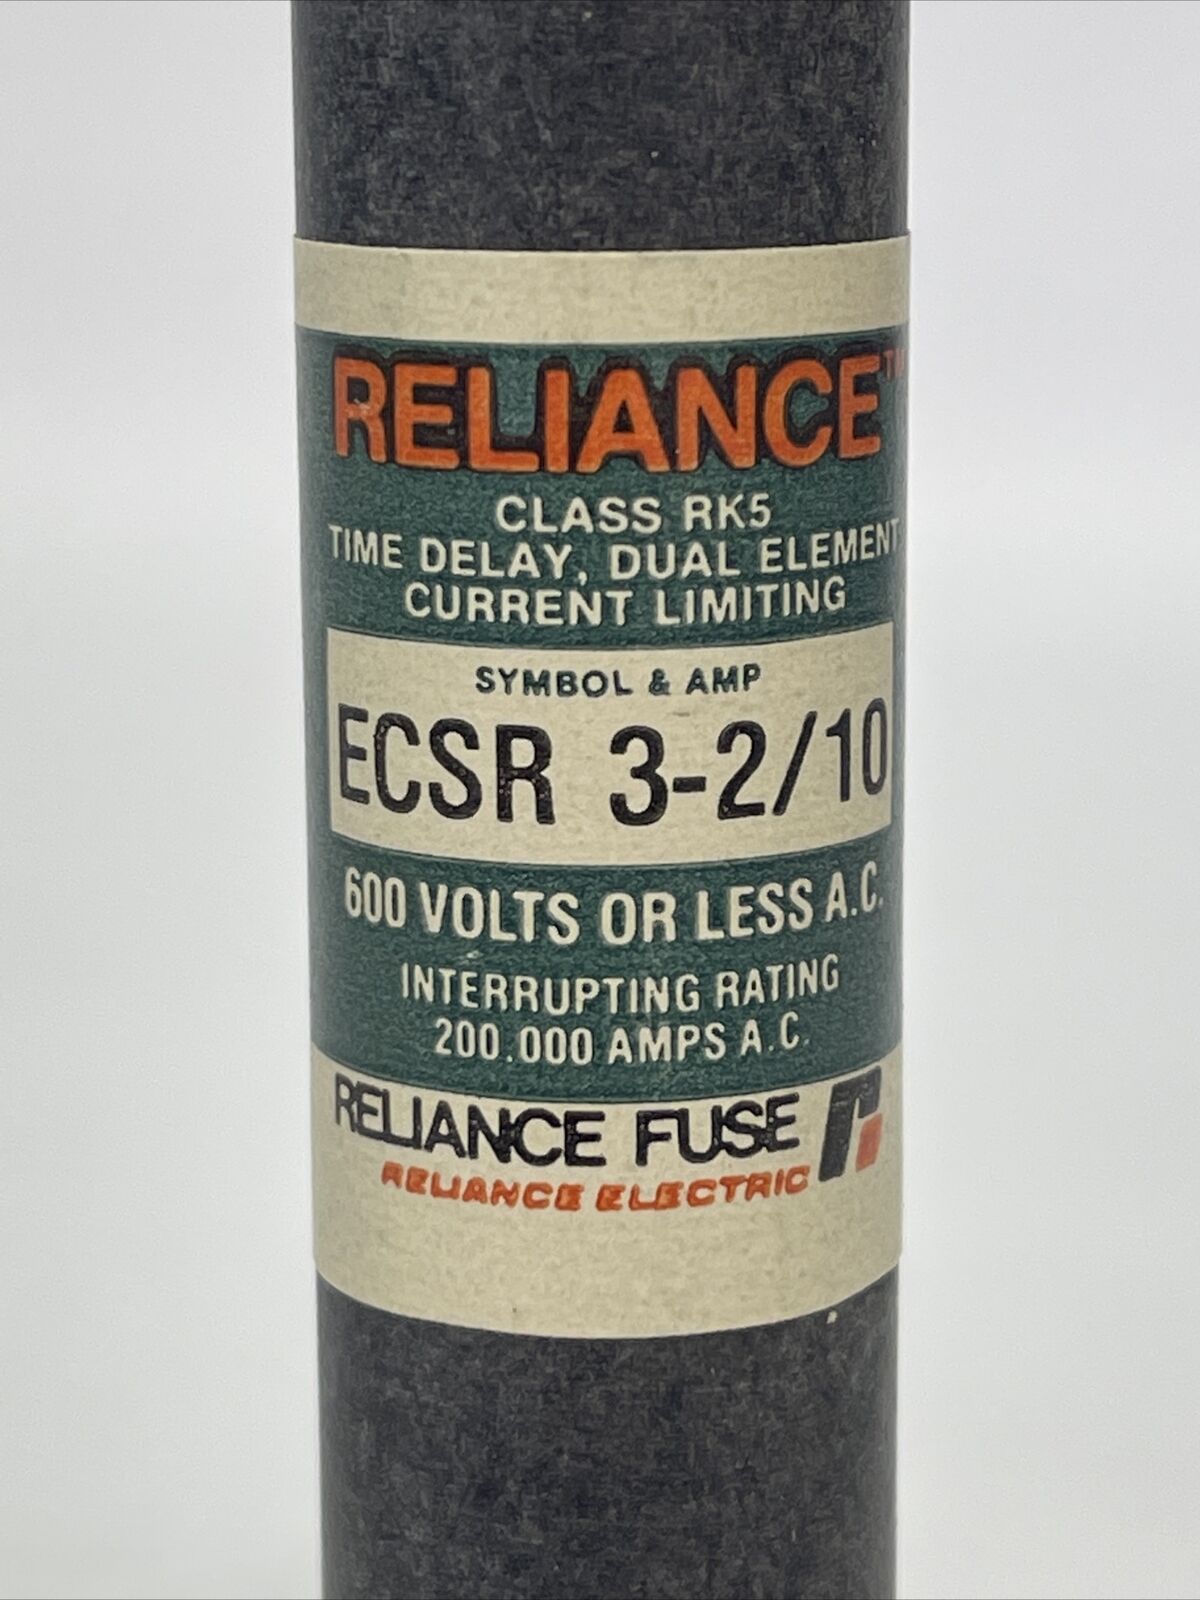 RELIANCE™
CLASS RK5
TIME DELAY, DUAL ELEMENT
CURRENT LIMITING
SYMBOL & AMP
ECSR 3-2/10
600 VOLTS OR LESS A.C.
INTERRUPTING RATING
200.000 AMPS A.C.
RELIANCE FUSE
RELIANCE ELECTRIC